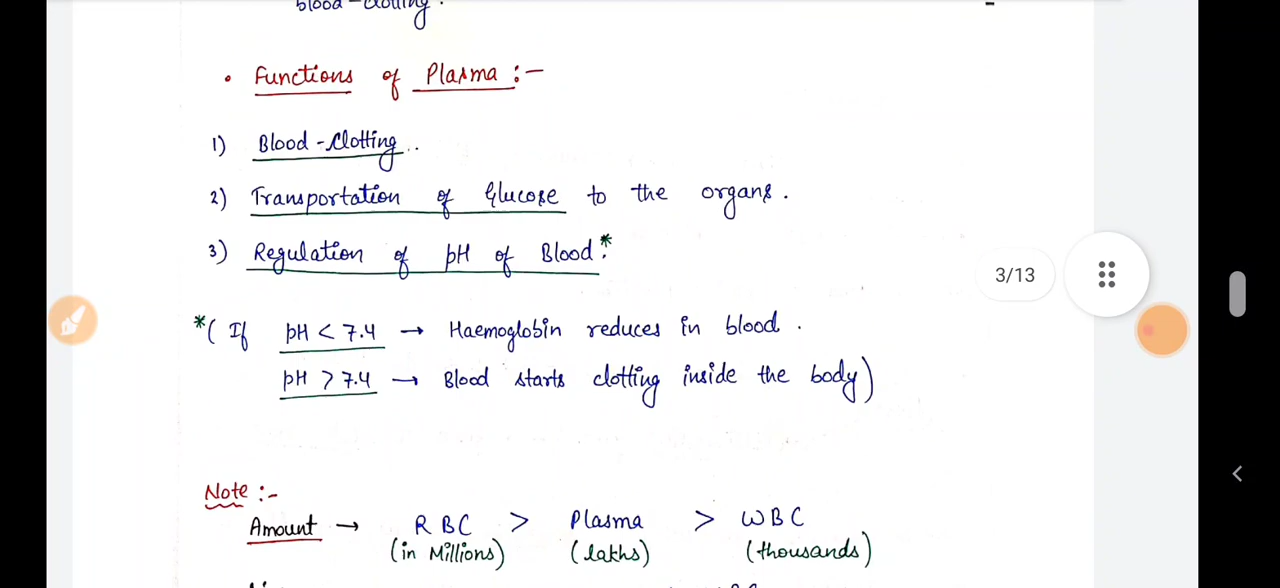 blood-clotting.
• Functions of Plasma :-
1) Blood-Clotting..
2) Transportation of Glucose to the organs.
3) Regulation of pH of Blood.*
3/13
*( If pH < 7.4 → Haemoglobin reduces in blood.
pH > 7.4 → Blood starts clotting inside the body)
Note :-
Amount → RBC > Plasma > WBC
(in Millions) (lakhs) (thousands)